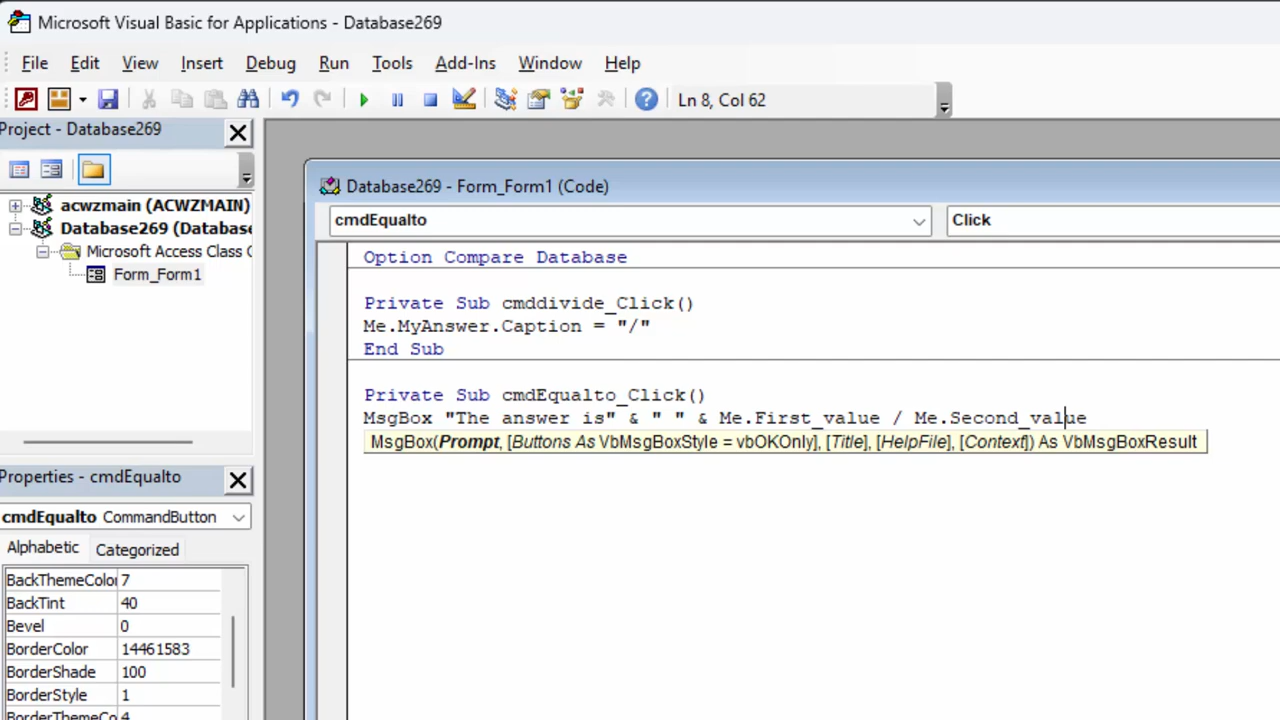 Microsoft Visual Basic for Applications - Database269
File Edit View Insert Debug Run Tools Add-Ins Window Help
Ln 8, Col 62
Project - Database269
acwzmain (ACWZMAIN)
Database269 (Database
Microsoft Access Class C
Form_Form1
Properties - cmdEqualto
cmdEqualto CommandButton
Alphabetic Categorized
BackThemeColor 7
BackTint 40
Bevel 0
BorderColor 14461583
BorderShade 100
BorderStyle 1
BorderThemeCo 4
Database269 - Form_Form1 (Code)
cmdEqualto Click
Option Compare Database
Private Sub cmddivide_Click()
Me.MyAnswer.Caption = "/"
End Sub
Private Sub cmdEqualto_Click()
MsgBox "The answer is" & " " & Me.First_value / Me.Second_value
MsgBox(Prompt, [Buttons As VbMsgBoxStyle = vbOKOnly], [Title], [HelpFile], [Context]) As VbMsgBoxResult